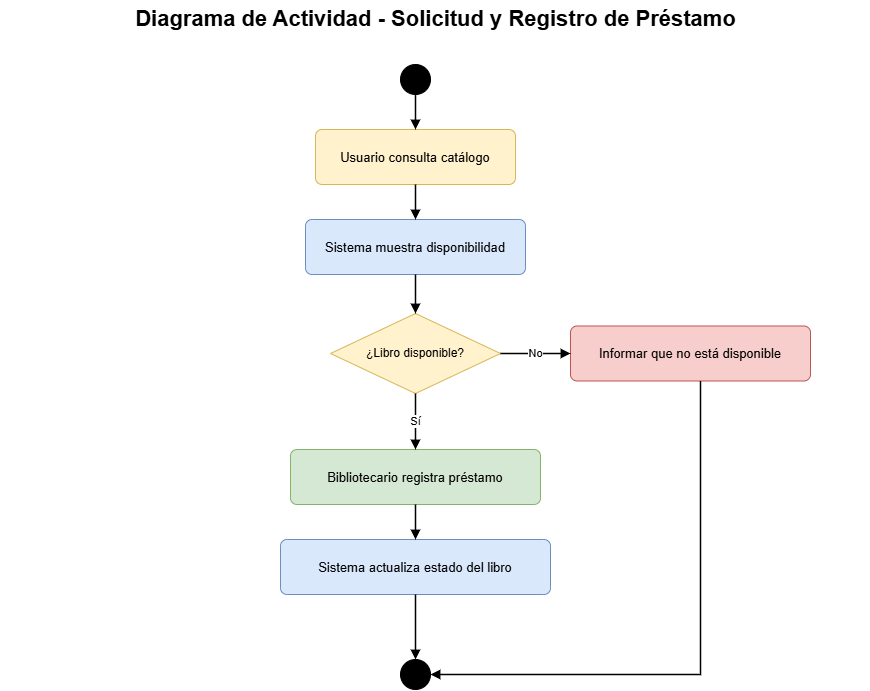 Diagrama de Actividad - Solicitud y Registro de Préstamo
Usuario consulta catálogo
Sistema muestra disponibilidad
¿Libro disponible?
No
Informar que no está disponible
Sí
Bibliotecario registra préstamo
Sistema actualiza estado del libro